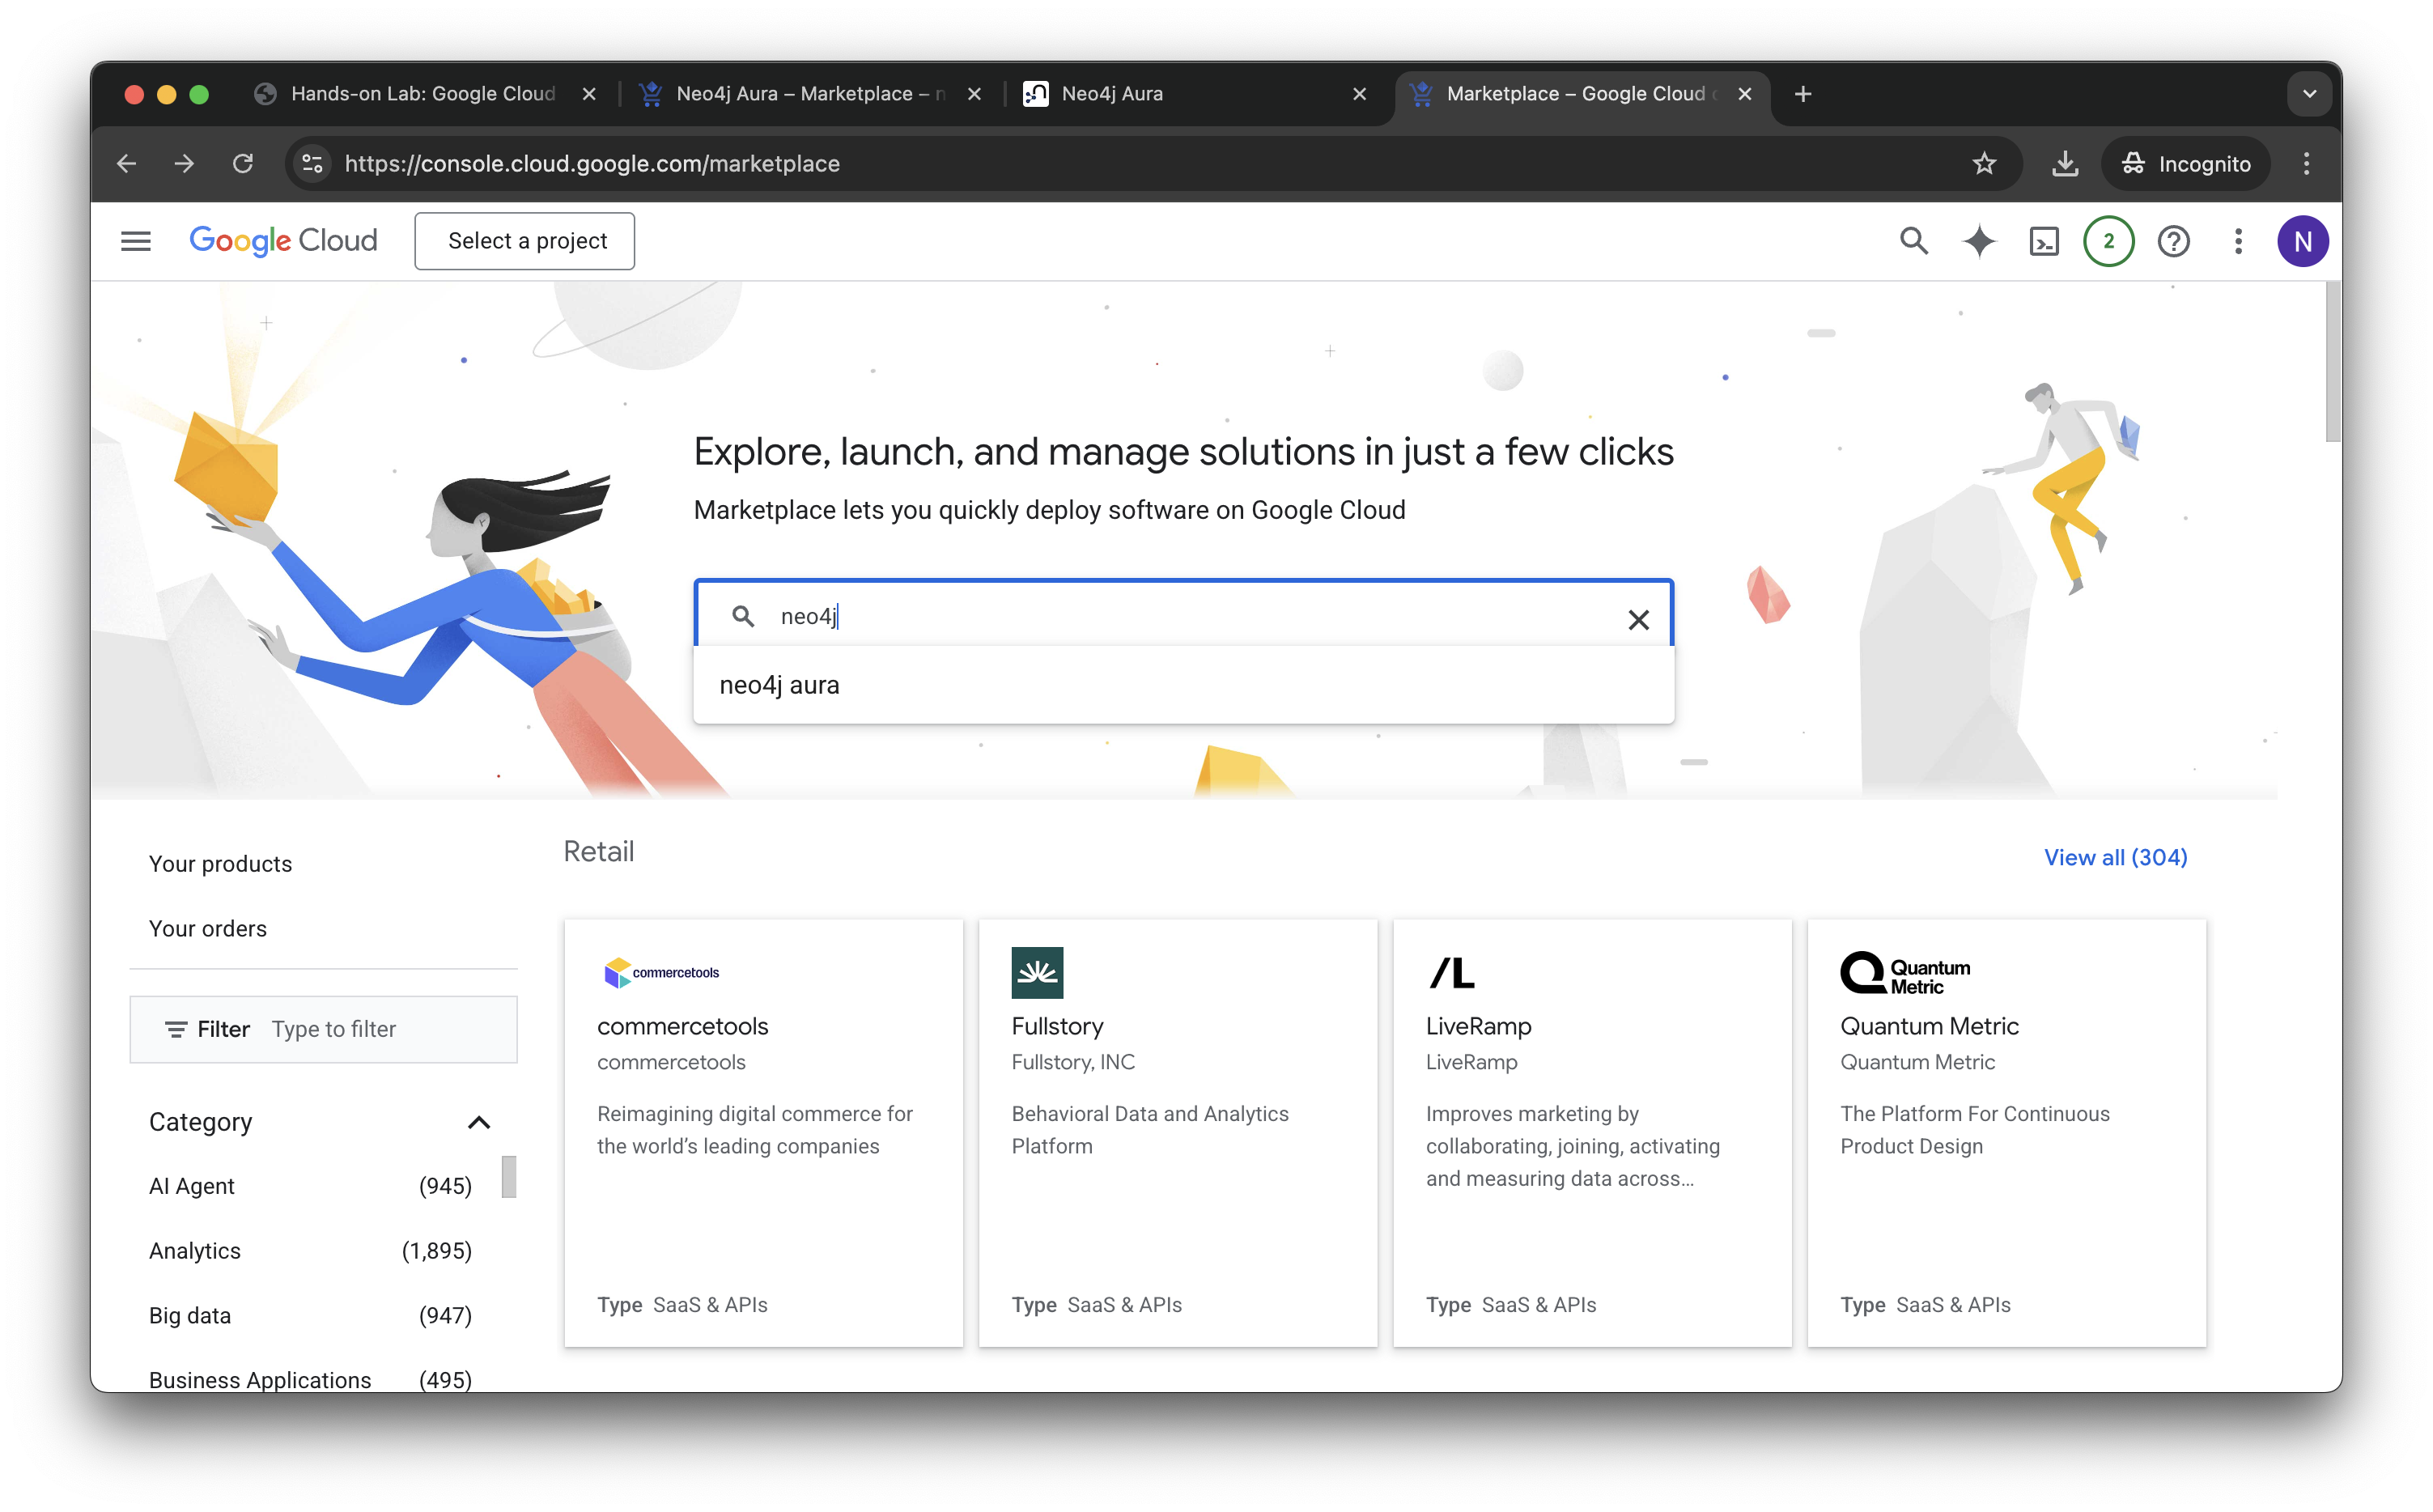 Hands-on Lab: Google Cloud
Neo4j Aura – Marketplace – n
Neo4j Aura
Marketplace – Google Cloud
https://console.cloud.google.com/marketplace
Incognito
Google Cloud
Select a project
2
N
Explore, launch, and manage solutions in just a few clicks
Marketplace lets you quickly deploy software on Google Cloud
neo4j
neo4j aura
Your products
Your orders
Filter Type to filter
Category
AI Agent (945)
Analytics (1,895)
Big data (947)
Business Applications (495)
Retail
View all (304)
commercetools
commercetools
commercetools
Reimagining digital commerce for
the world’s leading companies
Type SaaS & APIs
Fullstory
Fullstory, INC
Behavioral Data and Analytics
Platform
Type SaaS & APIs
/L
LiveRamp
LiveRamp
Improves marketing by
collaborating, joining, activating
and measuring data across...
Type SaaS & APIs
Quantum
Metric
Quantum Metric
Quantum Metric
The Platform For Continuous
Product Design
Type SaaS & APIs